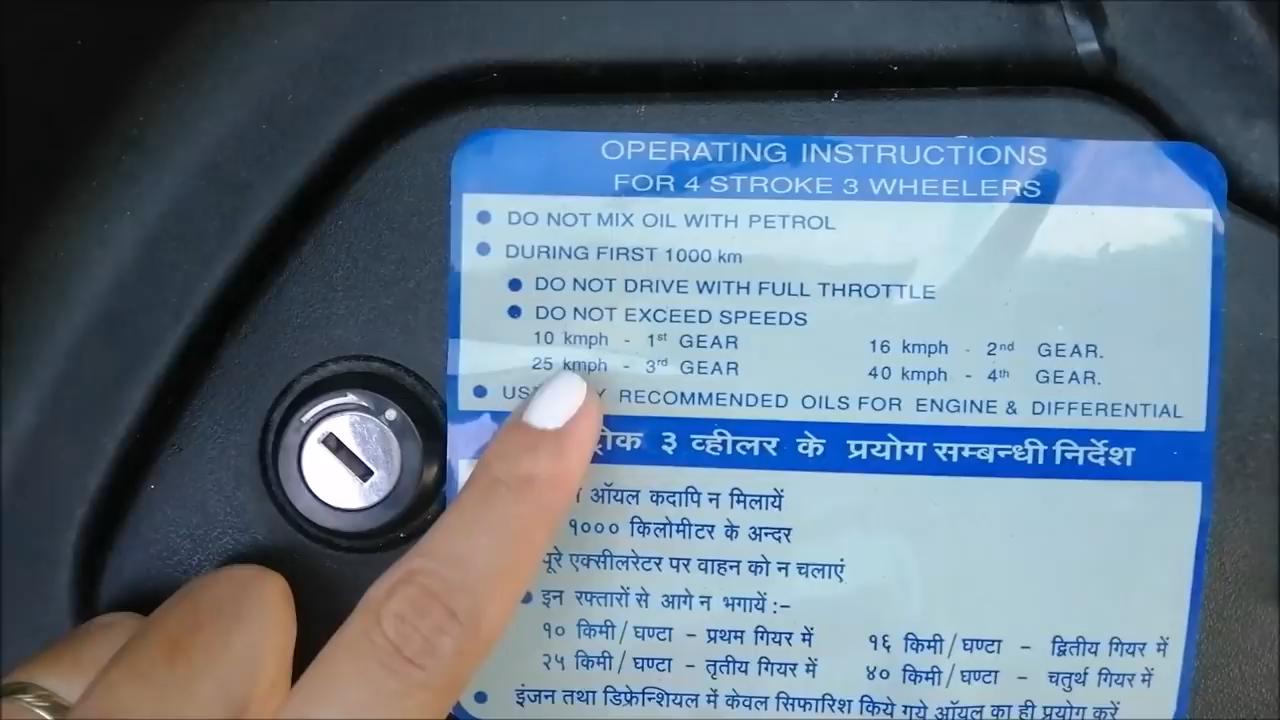 OPERATING INSTRUCTIONS
FOR 4 STROKE 3 WHEELERS
● DO NOT MIX OIL WITH PETROL
● DURING FIRST 1000 km
● DO NOT DRIVE WITH FULL THROTTLE
● DO NOT EXCEED SPEEDS
10 kmph - 1st GEAR 16 kmph - 2nd GEAR.
25 kmph - 3rd GEAR 40 kmph - 4th GEAR.
● RECOMMENDED OILS FOR ENGINE & DIFFERENTIAL
३ व्हीलर के प्रयोग सम्बन्धी निर्देश
ऑयल कदापि न मिलायें
१००० किलोमीटर के अन्दर
पूरे एक्सीलरेटर पर वाहन को न चलाएं
● इन रफ्तारों से आगे न भगायें :–
१० किमी / घण्टा – प्रथम गियर में १६ किमी / घण्टा – द्वितीय गियर में
२५ किमी / घण्टा – तृतीय गियर में ४० किमी / घण्टा – चतुर्थ गियर में
● इंजन तथा डिफ्रेन्शियल में केवल सिफारिश किये गये ऑयल का ही प्रयोग करें